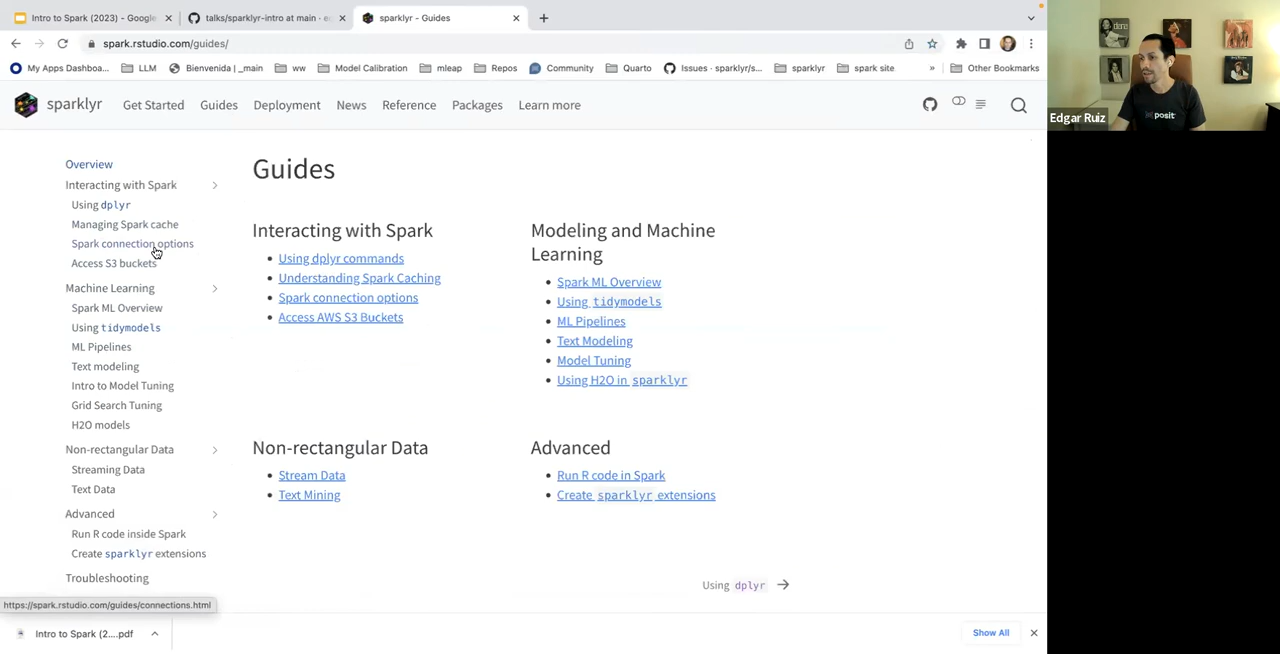 Intro to Spark (2023) - Google
talks/sparklyr-intro at main · e
sparklyr - Guides
spark.rstudio.com/guides/
My Apps Dashboa...
LLM
Bienvenida | _main
ww
Model Calibration
mleap
Repos
Community
Quarto
Issues · sparklyr/s...
sparklyr
spark site
»
Other Bookmarks
sparklyr
Get Started
Guides
Deployment
News
Reference
Packages
Learn more
posit
Edgar Ruiz
Overview
Interacting with Spark
Using dplyr
Managing Spark cache
Spark connection options
Access S3 buckets
Machine Learning
Spark ML Overview
Using tidymodels
ML Pipelines
Text modeling
Intro to Model Tuning
Grid Search Tuning
H2O models
Non-rectangular Data
Streaming Data
Text Data
Advanced
Run R code inside Spark
Create sparklyr extensions
Troubleshooting
Guides
Interacting with Spark
Using dplyr commands
Understanding Spark Caching
Spark connection options
Access AWS S3 Buckets
Modeling and Machine
Learning
Spark ML Overview
Using tidymodels
ML Pipelines
Text Modeling
Model Tuning
Using H2O in sparklyr
Non-rectangular Data
Stream Data
Text Mining
Advanced
Run R code in Spark
Create sparklyr extensions
Using dplyr
https://spark.rstudio.com/guides/connections.html
Intro to Spark (2....pdf
Show All